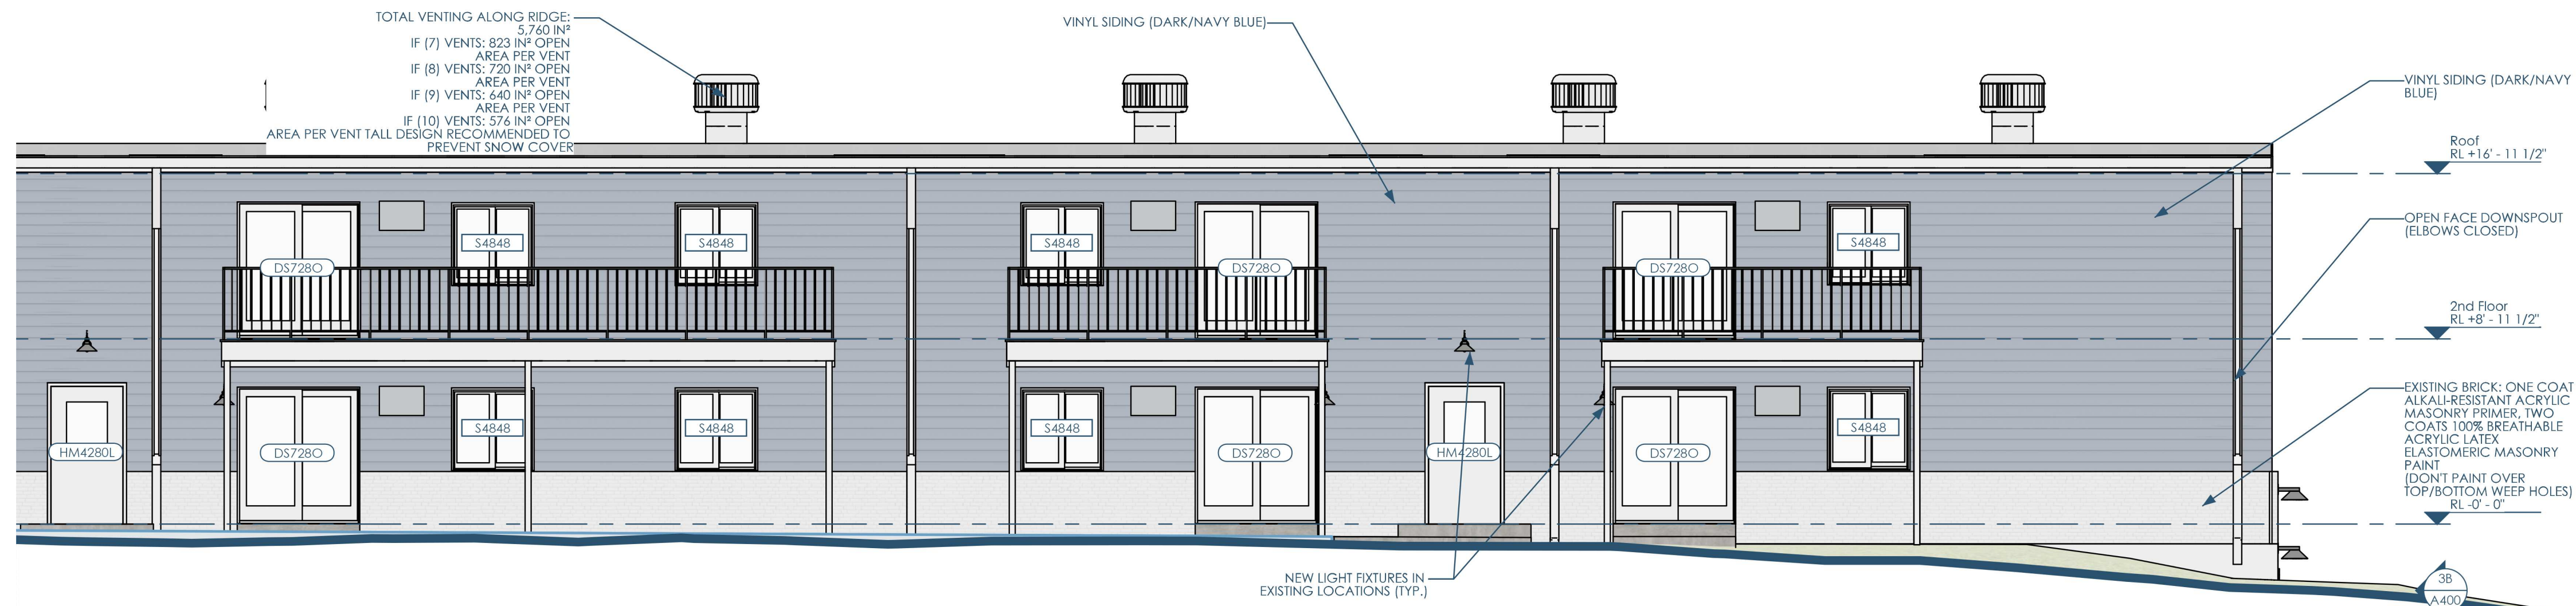 TOTAL VENTING ALONG RIDGE:
5,760 IN²
IF (7) VENTS: 823 IN² OPEN
AREA PER VENT
IF (8) VENTS: 720 IN² OPEN
AREA PER VENT
IF (9) VENTS: 640 IN² OPEN
AREA PER VENT
IF (10) VENTS: 576 IN² OPEN
AREA PER VENT TALL DESIGN RECOMMENDED TO
PREVENT SNOW COVER
VINYL SIDING (DARK/NAVY BLUE)
VINYL SIDING (DARK/NAVY
BLUE)
Roof
RL +16' - 11 1/2"
OPEN FACE DOWNSPOUT
(ELBOWS CLOSED)
2nd Floor
RL +8' - 11 1/2"
EXISTING BRICK: ONE COAT
ALKALI-RESISTANT ACRYLIC
MASONRY PRIMER, TWO
COATS 100% BREATHABLE
ACRYLIC LATEX
ELASTOMERIC MASONRY
PAINT
(DON'T PAINT OVER
TOP/BOTTOM WEEP HOLES)
RL -0' - 0"
S4848
S4848
S4848
S4848
DS728O
DS728O
DS728O
S4848
S4848
S4848
S4848
HM4280L
DS728O
DS728O
HM4280L
DS728O
NEW LIGHT FIXTURES IN
EXISTING LOCATIONS (TYP.)
3B
A400